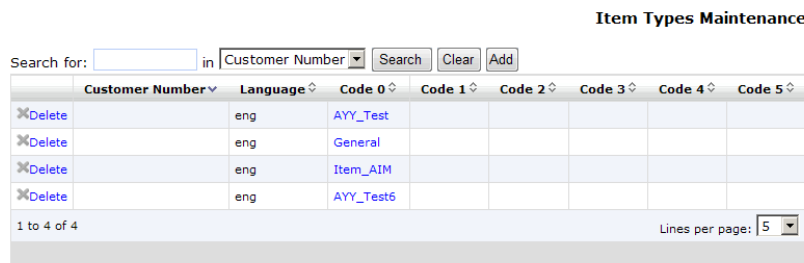 Item Types Maintenance
Search for: in Customer Number Search Clear Add
Customer Number Language Code 0 Code 1 Code 2 Code 3 Code 4 Code 5
Delete eng AYY_Test
Delete eng General
Delete eng Item_AIM
Delete eng AYY_Test6
1 to 4 of 4 Lines per page: 5